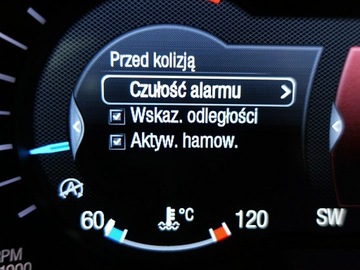 Przed kolizją
Czułość alarmu
Wskaz. odległości
Aktyw. hamow.
60 °C 120 SW